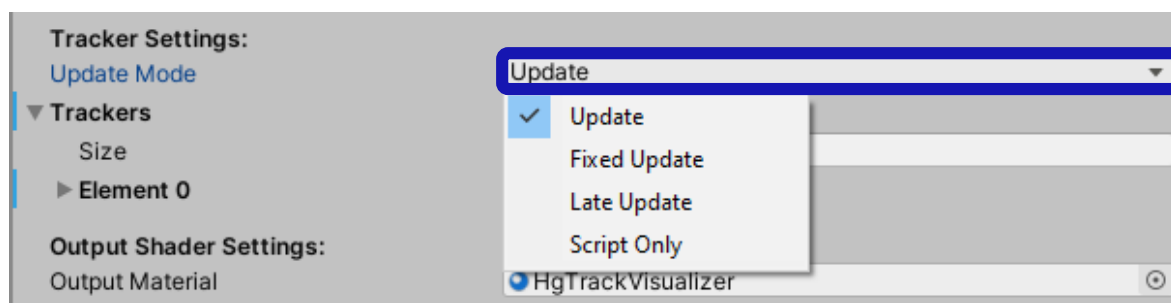 Tracker Settings:
Update Mode
Update
Trackers
Update
Size
Fixed Update
Element 0
Late Update
Output Shader Settings:
Script Only
Output Material
HgTrackVisualizer